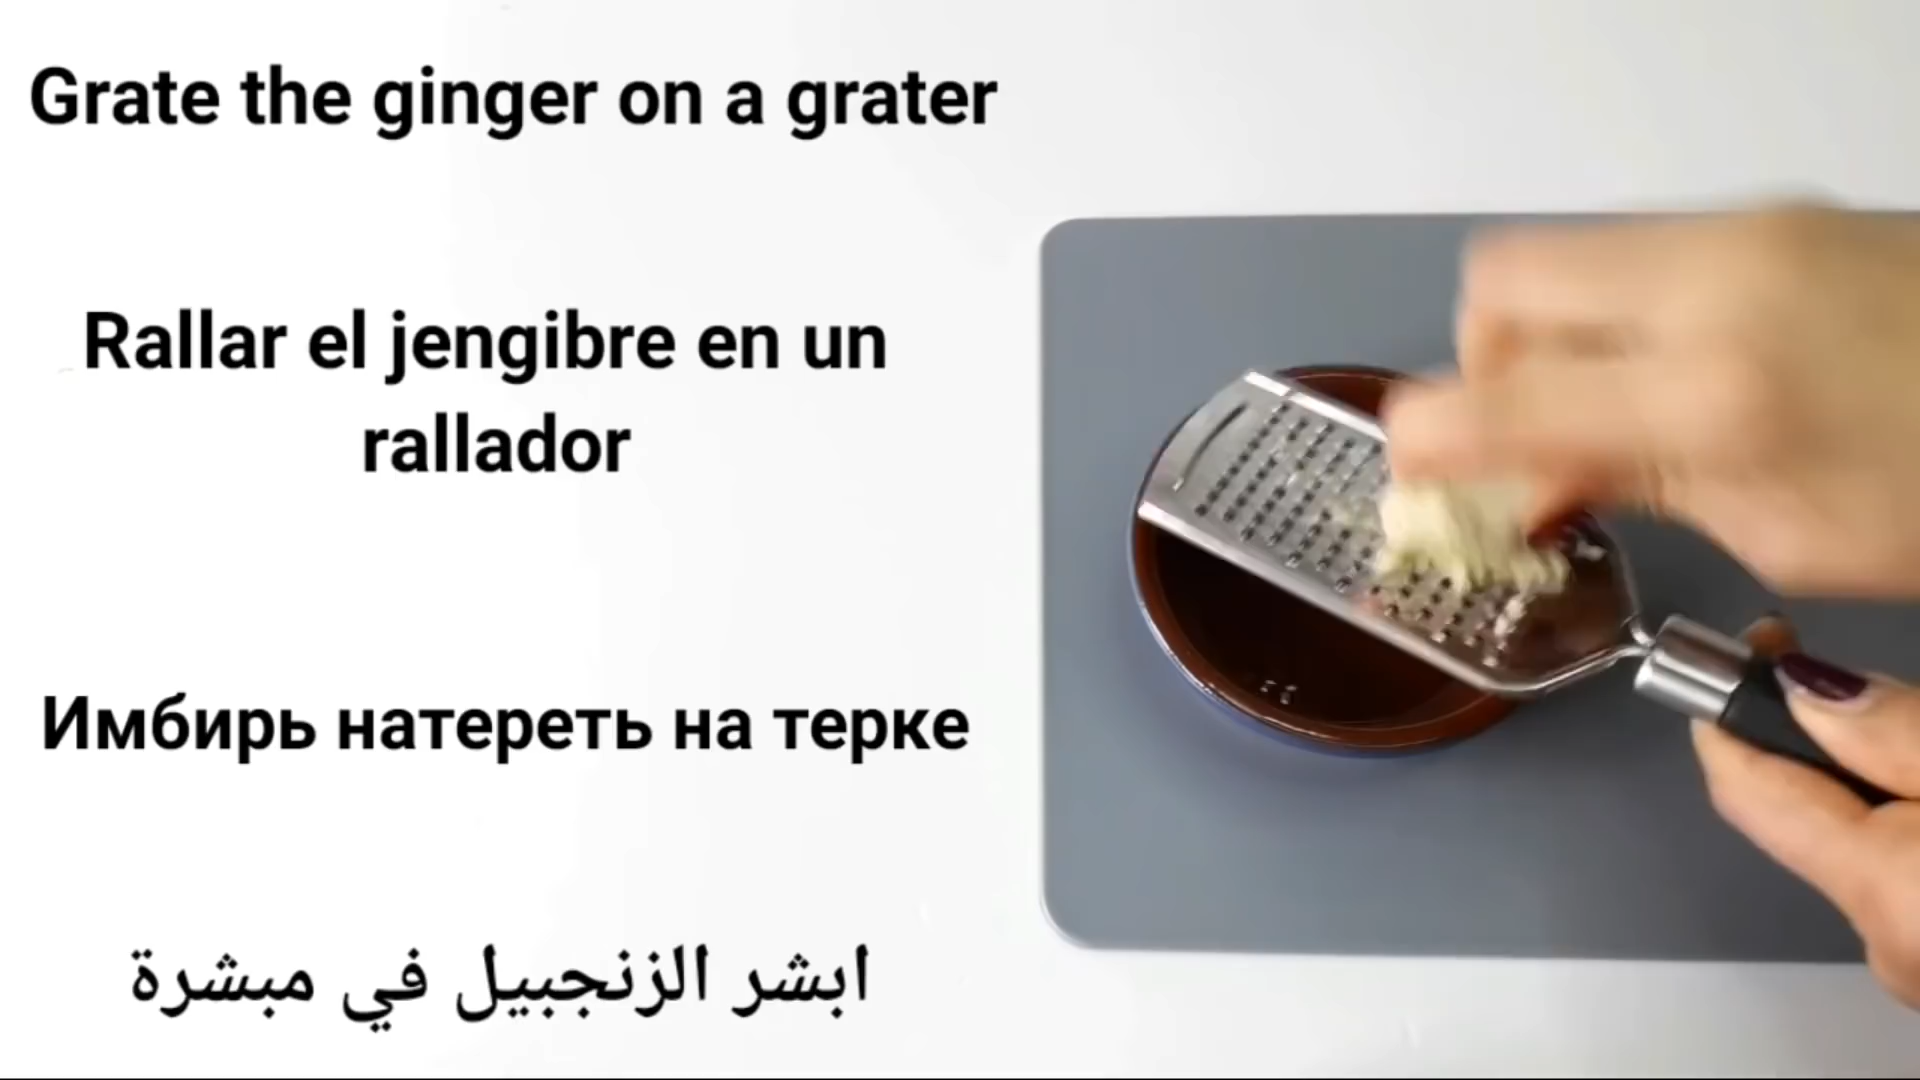 Grate the ginger on a grater
Rallar el jengibre en un
rallador
Имбирь натереть на терке
ابشر الزنجبيل في مبشرة